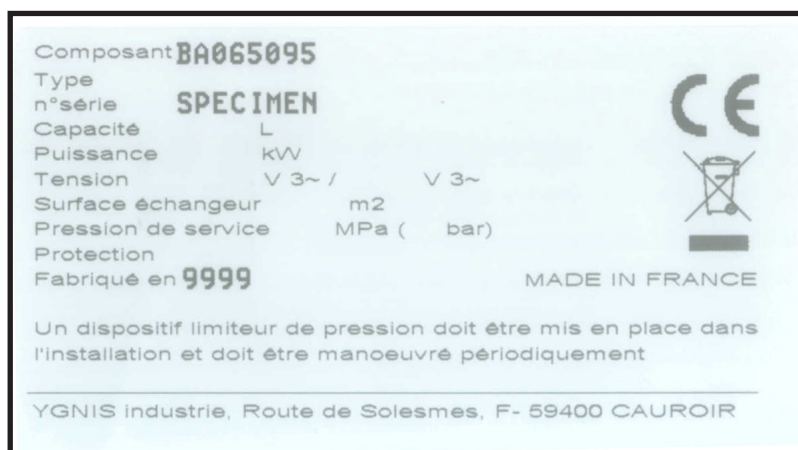 Composant BA065095
Type
n°série SPECIMEN
Capacité L
Puissance kW
Tension V 3~ / V 3~
Surface échangeur m2
Pression de service MPa ( bar)
Protection
Fabriqué en 9999 MADE IN FRANCE
CE
Un dispositif limiteur de pression doit être mis en place dans
l'installation et doit être manoeuvré périodiquement
YGNIS industrie, Route de Solesmes, F- 59400 CAUROIR